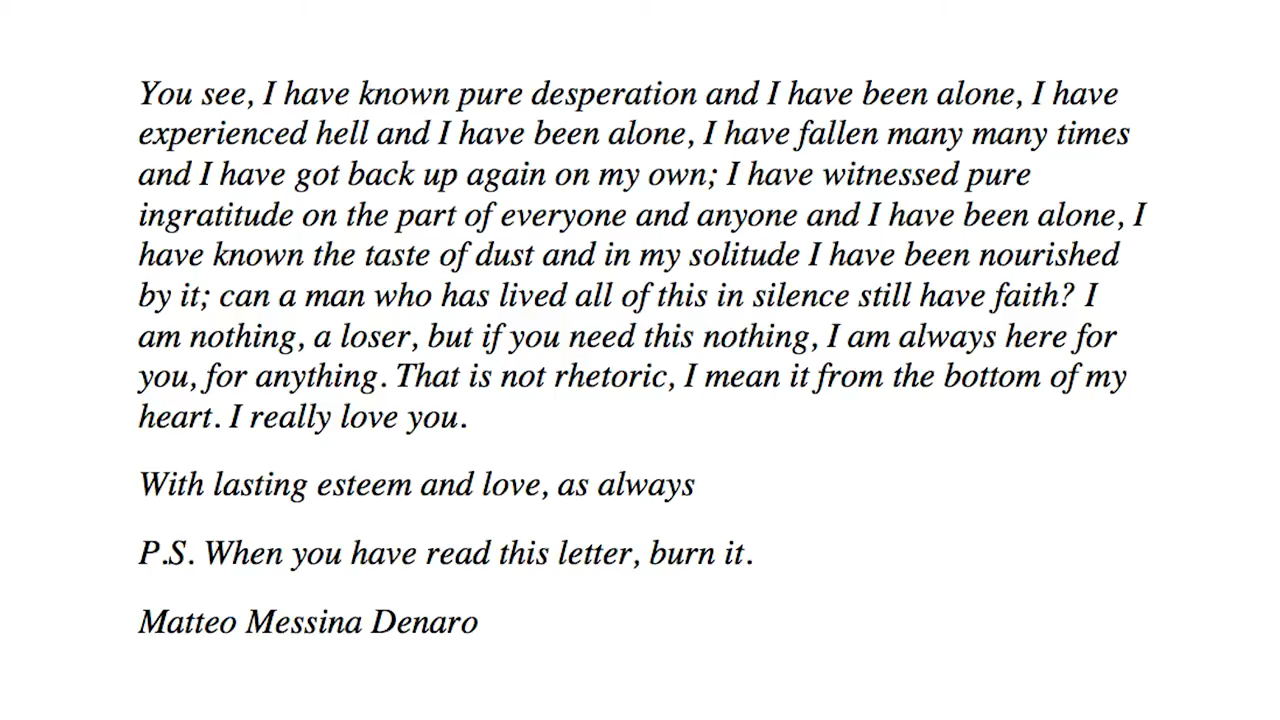 You see, I have known pure desperation and I have been alone, I have
experienced hell and I have been alone, I have fallen many many times
and I have got back up again on my own; I have witnessed pure
ingratitude on the part of everyone and anyone and I have been alone, I
have known the taste of dust and in my solitude I have been nourished
by it; can a man who has lived all of this in silence still have faith? I
am nothing, a loser, but if you need this nothing, I am always here for
you, for anything. That is not rhetoric, I mean it from the bottom of my
heart. I really love you.
With lasting esteem and love, as always
P.S. When you have read this letter, burn it.
Matteo Messina Denaro